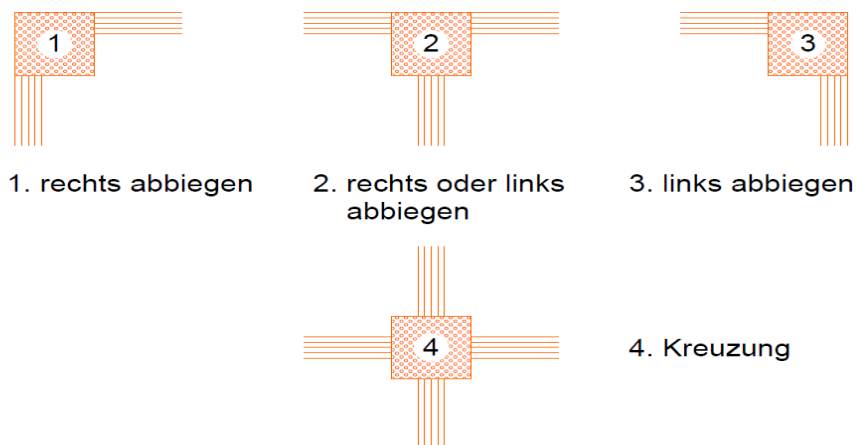 1
2
3
1. rechts abbiegen
2. rechts oder links
abbiegen
3. links abbiegen
4
4. Kreuzung